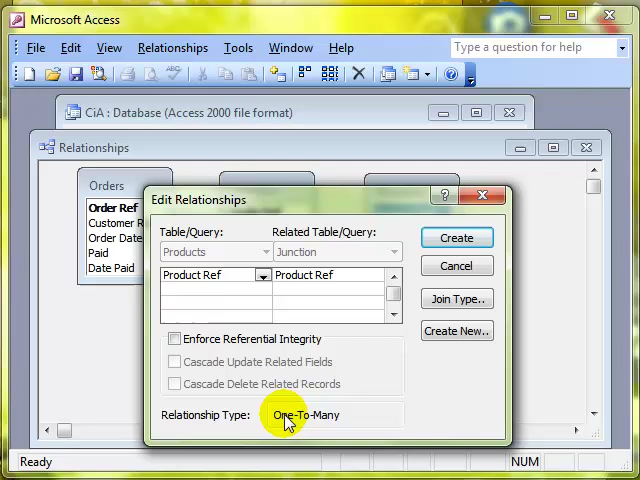 Microsoft Access
File Edit View Relationships Tools Window Help Type a question for help
CiA : Database (Access 2000 file format)
Relationships
Orders
Order Ref
Customer R
Order Date
Paid
Date Paid
Edit Relationships
Table/Query: Related Table/Query:
Products Junction
Product Ref Product Ref
Create
Cancel
Join Type..
Create New..
Enforce Referential Integrity
Cascade Update Related Fields
Cascade Delete Related Records
Relationship Type: One-To-Many
Ready NUM